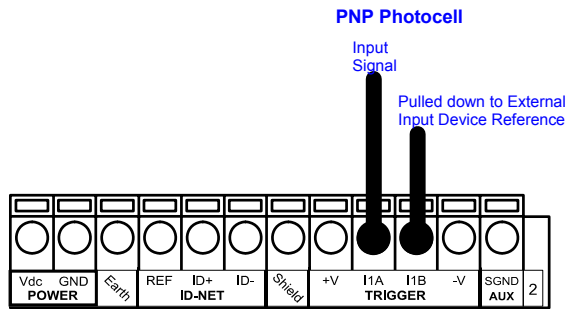 PNP Photocell
Input
Signal
Pulled down to External
Input Device Reference
Vdc GND Earth REF ID+ ID- Shield +V I1A I1B -V SGND 2
POWER ID-NET TRIGGER AUX